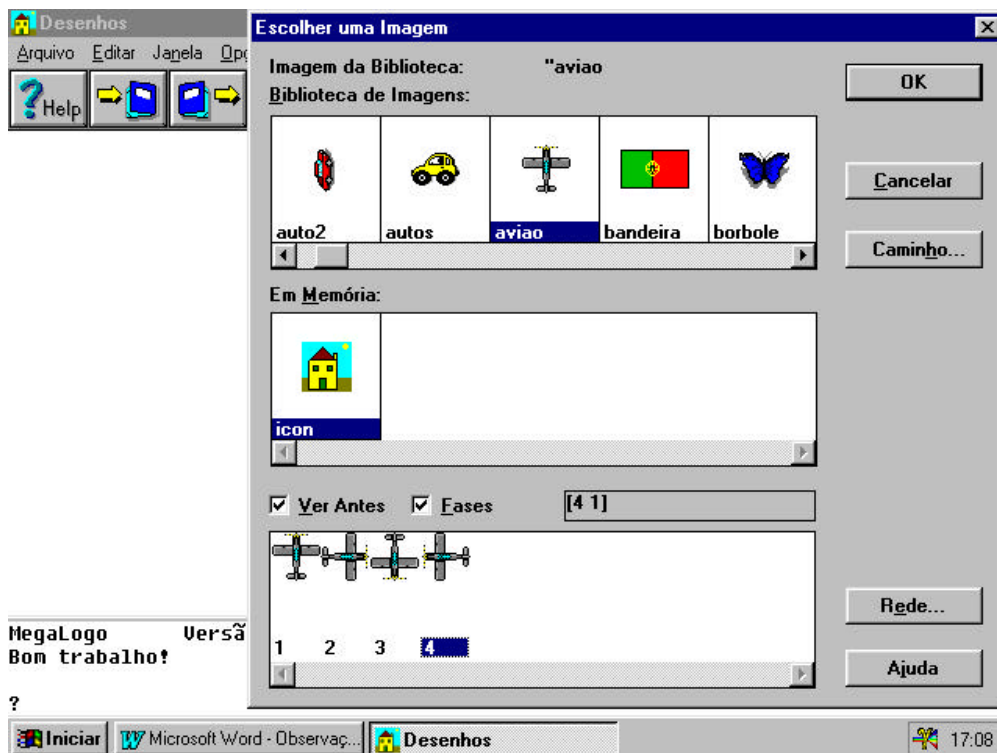 Desenhos
Arquivo Editar Janela Opç
Help
Escolher uma Imagem
Imagem da Biblioteca: "aviao
Biblioteca de Imagens:
auto2 autos aviao bandeira borbole
Em Memória:
icon
Ver Antes Fases [4 1]
1 2 3 4
OK
Cancelar
Caminho...
Rede...
Ajuda
MegaLogo Versã
Bom trabalho!
?
Iniciar Microsoft Word - Observaç... Desenhos 17:08